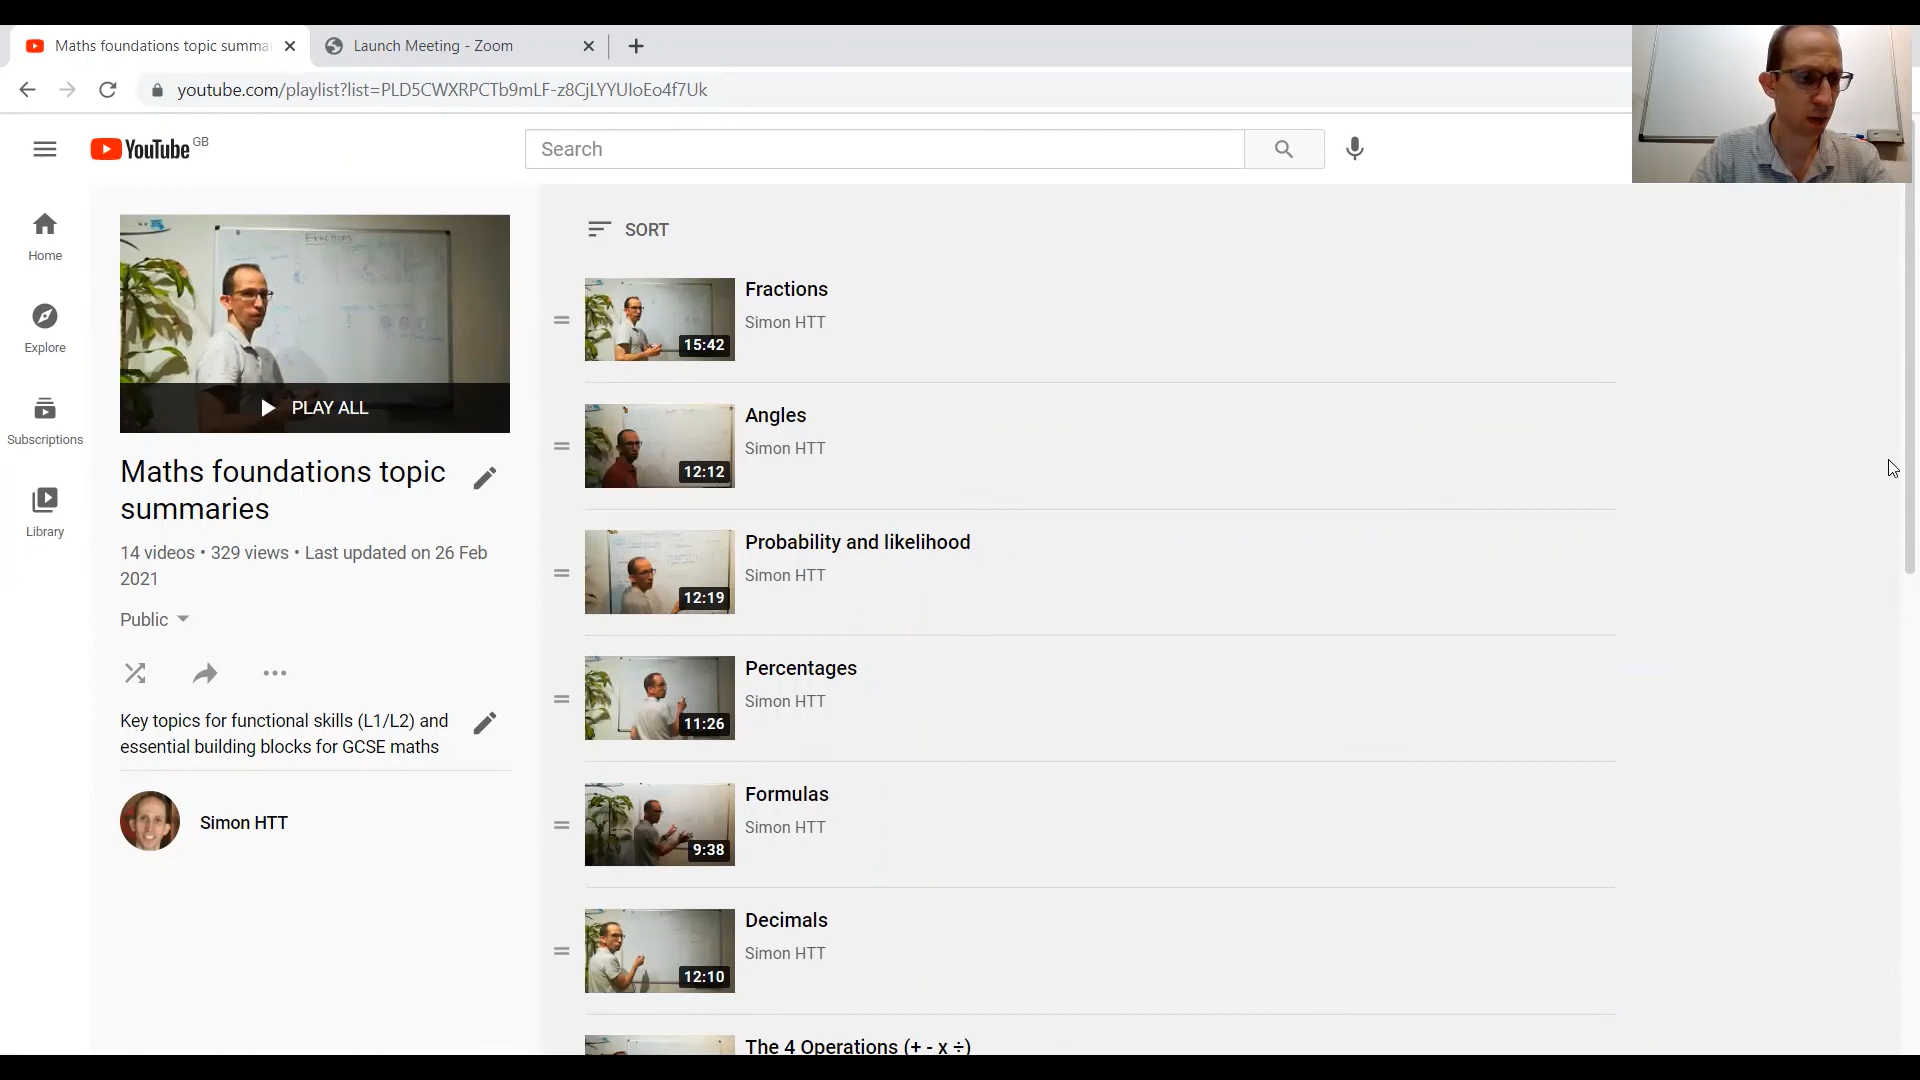 Maths foundations topic summa
Launch Meeting - Zoom
youtube.com/playlist?list=PLD5CWXRPCTb9mLF-z8CjLYYUIoEo4f7Uk
YouTube GB
Search
Home
Explore
Subscriptions
Library
PLAY ALL
Maths foundations topic
summaries
14 videos • 329 views • Last updated on 26 Feb
2021
Public
Key topics for functional skills (L1/L2) and
essential building blocks for GCSE maths
Simon HTT
SORT
Fractions
Simon HTT
15:42
Angles
Simon HTT
12:12
Probability and likelihood
Simon HTT
12:19
Percentages
Simon HTT
11:26
Formulas
Simon HTT
9:38
Decimals
Simon HTT
12:10
The 4 Operations (+ - x ÷)